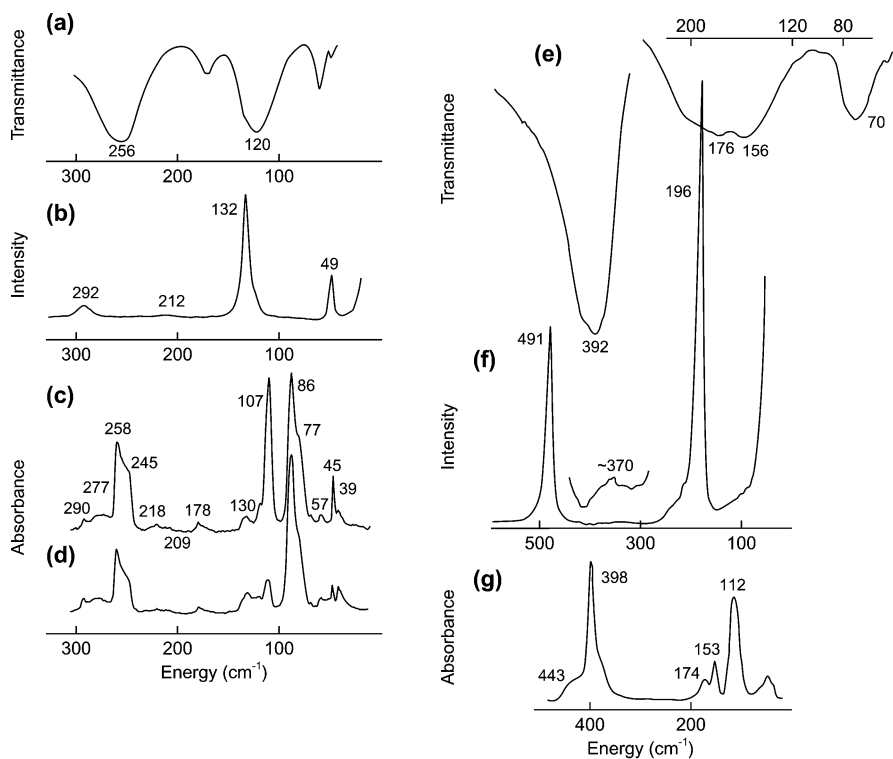 (a)
Transmittance
256
120
300 200 100
(b)
Intensity
292
212
132
49
300 200 100
(c)
Absorbance
290
277
258
245
218
209
178
130
107
86
77
57
45
39
(d)
300 200 100
Energy (cm-1)
(e)
Transmittance
200 120 80
392
176
156
70
(f)
Intensity
491
~370
196
500 300 100
(g)
Absorbance
443
398
174
153
112
400 200
Energy (cm-1)